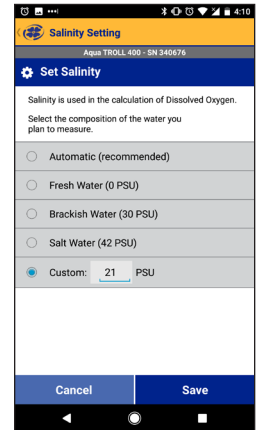 4:10
Salinity Setting
Aqua TROLL 400 - SN 340676
Set Salinity
Salinity is used in the calculation of Dissolved Oxygen.
Select the composition of the water you
plan to measure.
Automatic (recommended)
Fresh Water (0 PSU)
Brackish Water (30 PSU)
Salt Water (42 PSU)
Custom: 21 PSU
Cancel Save